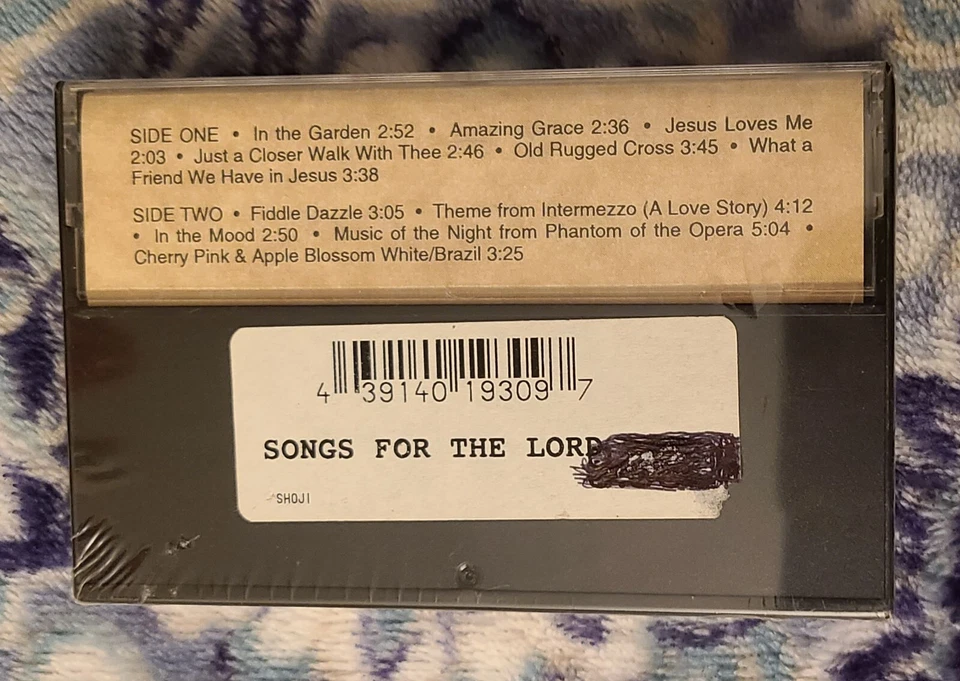 SIDE ONE • In the Garden 2:52 • Amazing Grace 2:36 • Jesus Loves Me
2:03 • Just a Closer Walk With Thee 2:46 • Old Rugged Cross 3:45 • What a
Friend We Have in Jesus 3:38
SIDE TWO • Fiddle Dazzle 3:05 • Theme from Intermezzo (A Love Story) 4:12
• In the Mood 2:50 • Music of the Night from Phantom of the Opera 5:04 •
Cherry Pink & Apple Blossom White/Brazil 3:25
4 39140 19309 7
SONGS FOR THE LORD
SHOJI